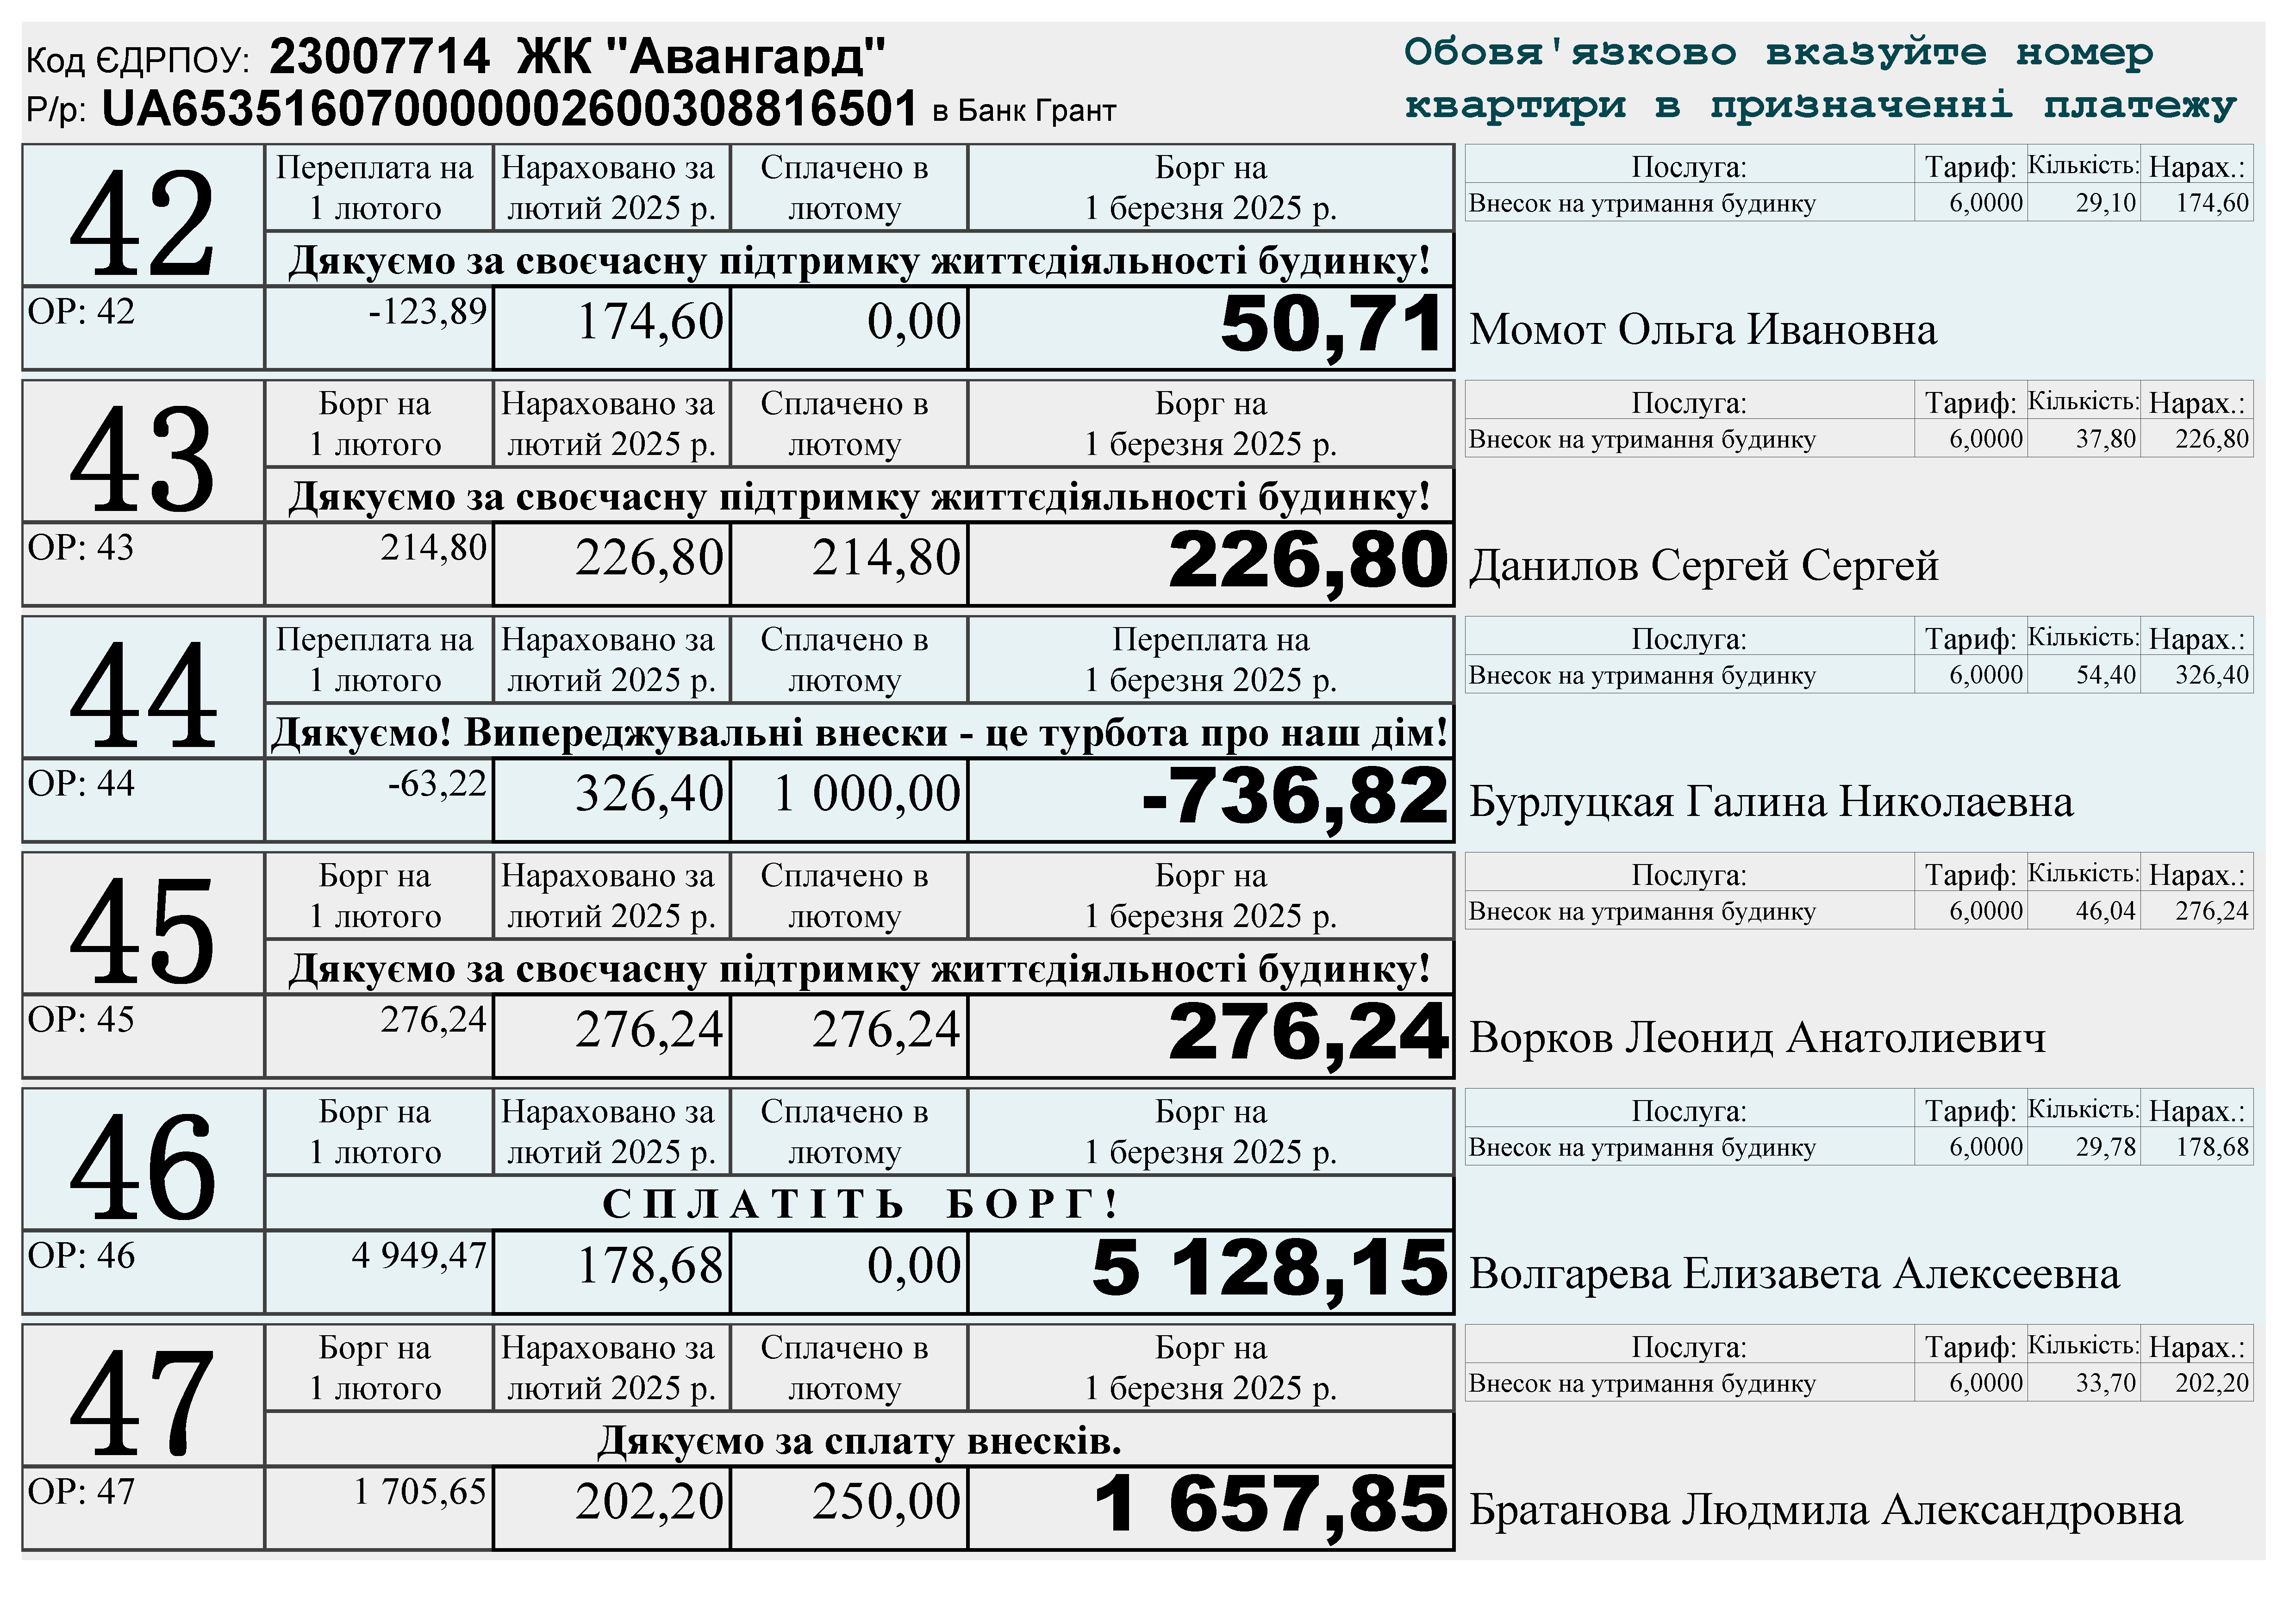 Код ЄДРПОУ: 23007714 ЖК "Авангард"
Р/р: UA653516070000002600308816501 в Банк Грант
Обовя'язково вказуйте номер
квартири в призначенні платежу
42
Переплата на 1 лютого Нараховано за лютий 2025 р. Сплачено в лютому Борг на 1 березня 2025 р.
Дякуємо за своєчасну підтримку життєдіяльності будинку!
ОР: 42 -123,89 174,60 0,00 50,71
Послуга: Тариф: Кількість: Нарах.:
Внесок на утримання будинку 6,0000 29,10 174,60
Момот Ольга Ивановна
43
Борг на 1 лютого Нараховано за лютий 2025 р. Сплачено в лютому Борг на 1 березня 2025 р.
Дякуємо за своєчасну підтримку життєдіяльності будинку!
ОР: 43 214,80 226,80 214,80 226,80
Послуга: Тариф: Кількість: Нарах.:
Внесок на утримання будинку 6,0000 37,80 226,80
Данилов Сергей Сергей
44
Переплата на 1 лютого Нараховано за лютий 2025 р. Сплачено в лютому Переплата на 1 березня 2025 р.
Дякуємо! Випереджувальні внески - це турбота про наш дім!
ОР: 44 -63,22 326,40 1 000,00 -736,82
Послуга: Тариф: Кількість: Нарах.:
Внесок на утримання будинку 6,0000 54,40 326,40
Бурлуцкая Галина Николаевна
45
Борг на 1 лютого Нараховано за лютий 2025 р. Сплачено в лютому Борг на 1 березня 2025 р.
Дякуємо за своєчасну підтримку життєдіяльності будинку!
ОР: 45 276,24 276,24 276,24 276,24
Послуга: Тариф: Кількість: Нарах.:
Внесок на утримання будинку 6,0000 46,04 276,24
Ворков Леонид Анатолиевич
46
Борг на 1 лютого Нараховано за лютий 2025 р. Сплачено в лютому Борг на 1 березня 2025 р.
С П Л А Т І Т Ь Б О Р Г !
ОР: 46 4 949,47 178,68 0,00 5 128,15
Послуга: Тариф: Кількість: Нарах.:
Внесок на утримання будинку 6,0000 29,78 178,68
Волгарева Елизавета Алексеевна
47
Борг на 1 лютого Нараховано за лютий 2025 р. Сплачено в лютому Борг на 1 березня 2025 р.
Дякуємо за сплату внесків.
ОР: 47 1 705,65 202,20 250,00 1 657,85
Послуга: Тариф: Кількість: Нарах.:
Внесок на утримання будинку 6,0000 33,70 202,20
Братанова Людмила Александровна